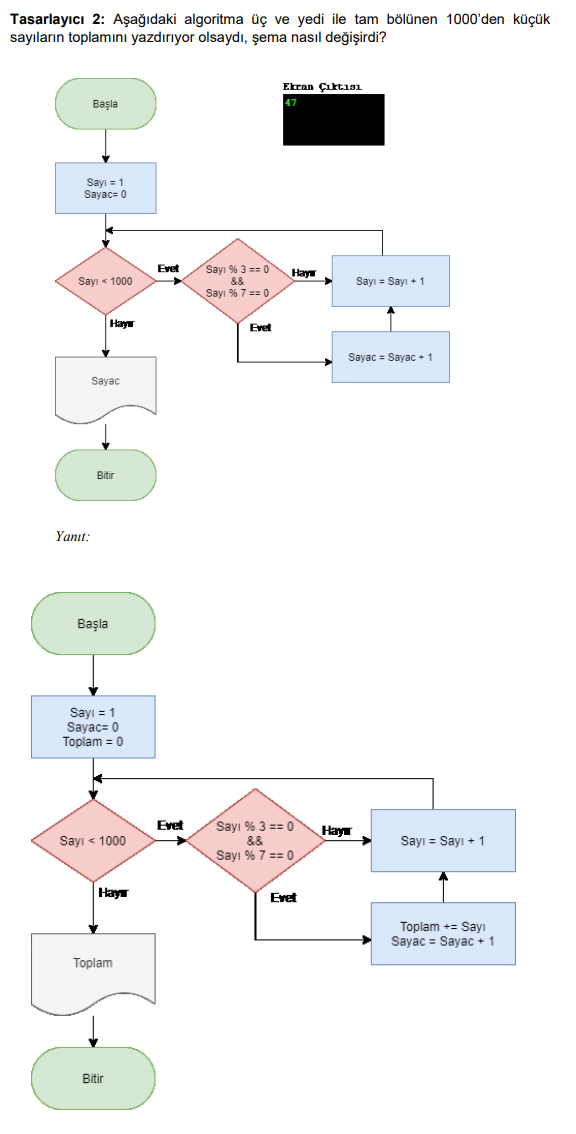 Tasarlayıcı 2: Aşağıdaki algoritma üç ve yedi ile tam bölünen 1000'den küçük
sayıların toplamını yazdırıyor olsaydı, şema nasıl değişirdi?
Ekran Çıktısı
47
Başla
Sayı = 1
Sayac= 0
Sayı < 1000
Evet
Sayı % 3 == 0
&&
Sayı % 7 == 0
Hayır
Sayı = Sayı + 1
Hayır
Evet
Sayac = Sayac + 1
Sayac
Bitir
Yanıt:
Başla
Sayı = 1
Sayac= 0
Toplam = 0
Sayı < 1000
Evet
Sayı % 3 == 0
&&
Sayı % 7 == 0
Hayır
Sayı = Sayı + 1
Hayır
Evet
Toplam += Sayı
Sayac = Sayac + 1
Toplam
Bitir